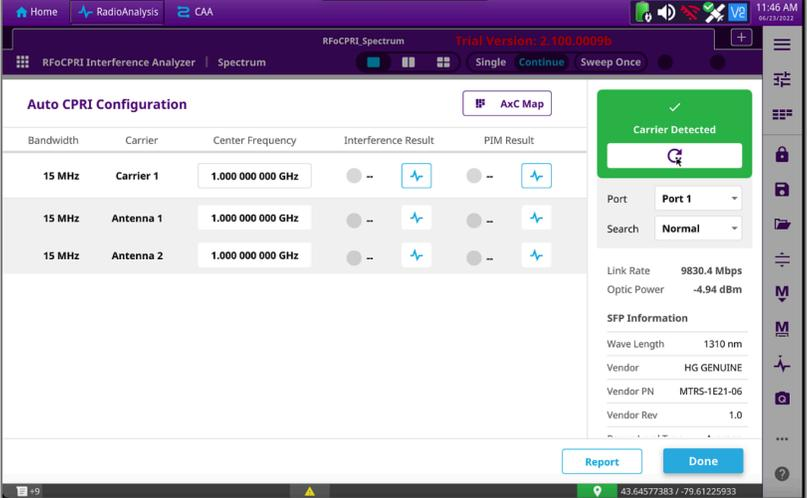 Home RadioAnalysis CAA V2 11:46 AM
06/23/2022
RFoCPRI_Spectrum Trial Version: 2.100.0009b +
RFoCPRI Interference Analyzer | Spectrum Single Continue Sweep Once
Auto CPRI Configuration AxC Map
Bandwidth Carrier Center Frequency Interference Result PIM Result
15 MHz Carrier 1 1.000 000 000 GHz -- --
15 MHz Antenna 1 1.000 000 000 GHz -- --
15 MHz Antenna 2 1.000 000 000 GHz -- --
Carrier Detected
Port Port 1
Search Normal
Link Rate 9830.4 Mbps
Optic Power -4.94 dBm
SFP Information
Wave Length 1310 nm
Vendor HG GENUINE
Vendor PN MTRS-1E21-06
Vendor Rev 1.0
M
M
Report Done
+9 43.64577383 / -79.61225933